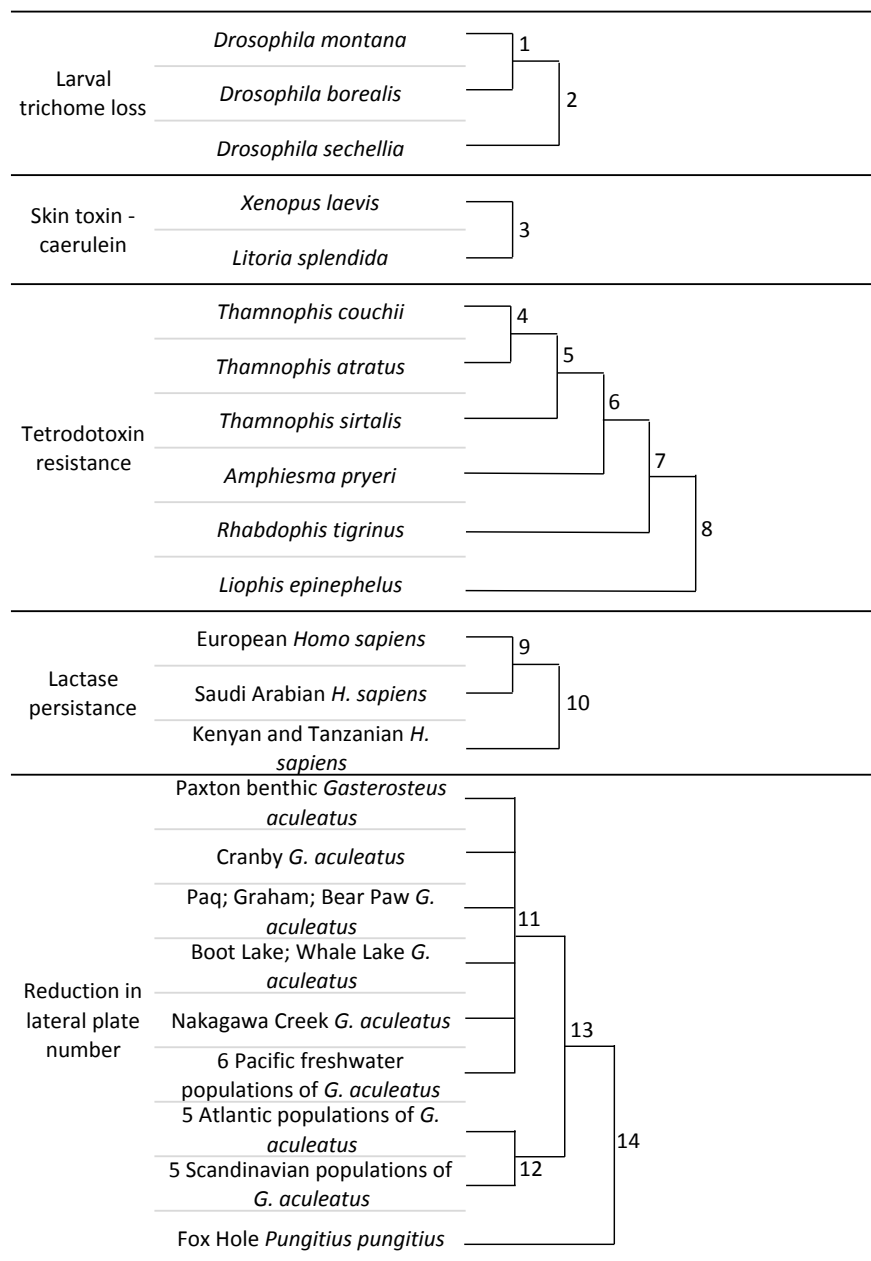 Larval
trichome loss
Drosophila montana
Drosophila borealis
Drosophila sechellia
1
2
Skin toxin -
caerulein
Xenopus laevis
Litoria splendida
3
Tetrodotoxin
resistance
Thamnophis couchii
Thamnophis atratus
Thamnophis sirtalis
Amphiesma pryeri
Rhabdophis tigrinus
Liophis epinephelus
4
5
6
7
8
Lactase
persistance
European Homo sapiens
Saudi Arabian H. sapiens
Kenyan and Tanzanian H.
sapiens
9
10
Reduction in
lateral plate
number
Paxton benthic Gasterosteus
aculeatus
Cranby G. aculeatus
Paq; Graham; Bear Paw G.
aculeatus
Boot Lake; Whale Lake G.
aculeatus
Nakagawa Creek G. aculeatus
6 Pacific freshwater
populations of G. aculeatus
5 Atlantic populations of G.
aculeatus
5 Scandinavian populations of
G. aculeatus
Fox Hole Pungitius pungitius
11
13
12
14